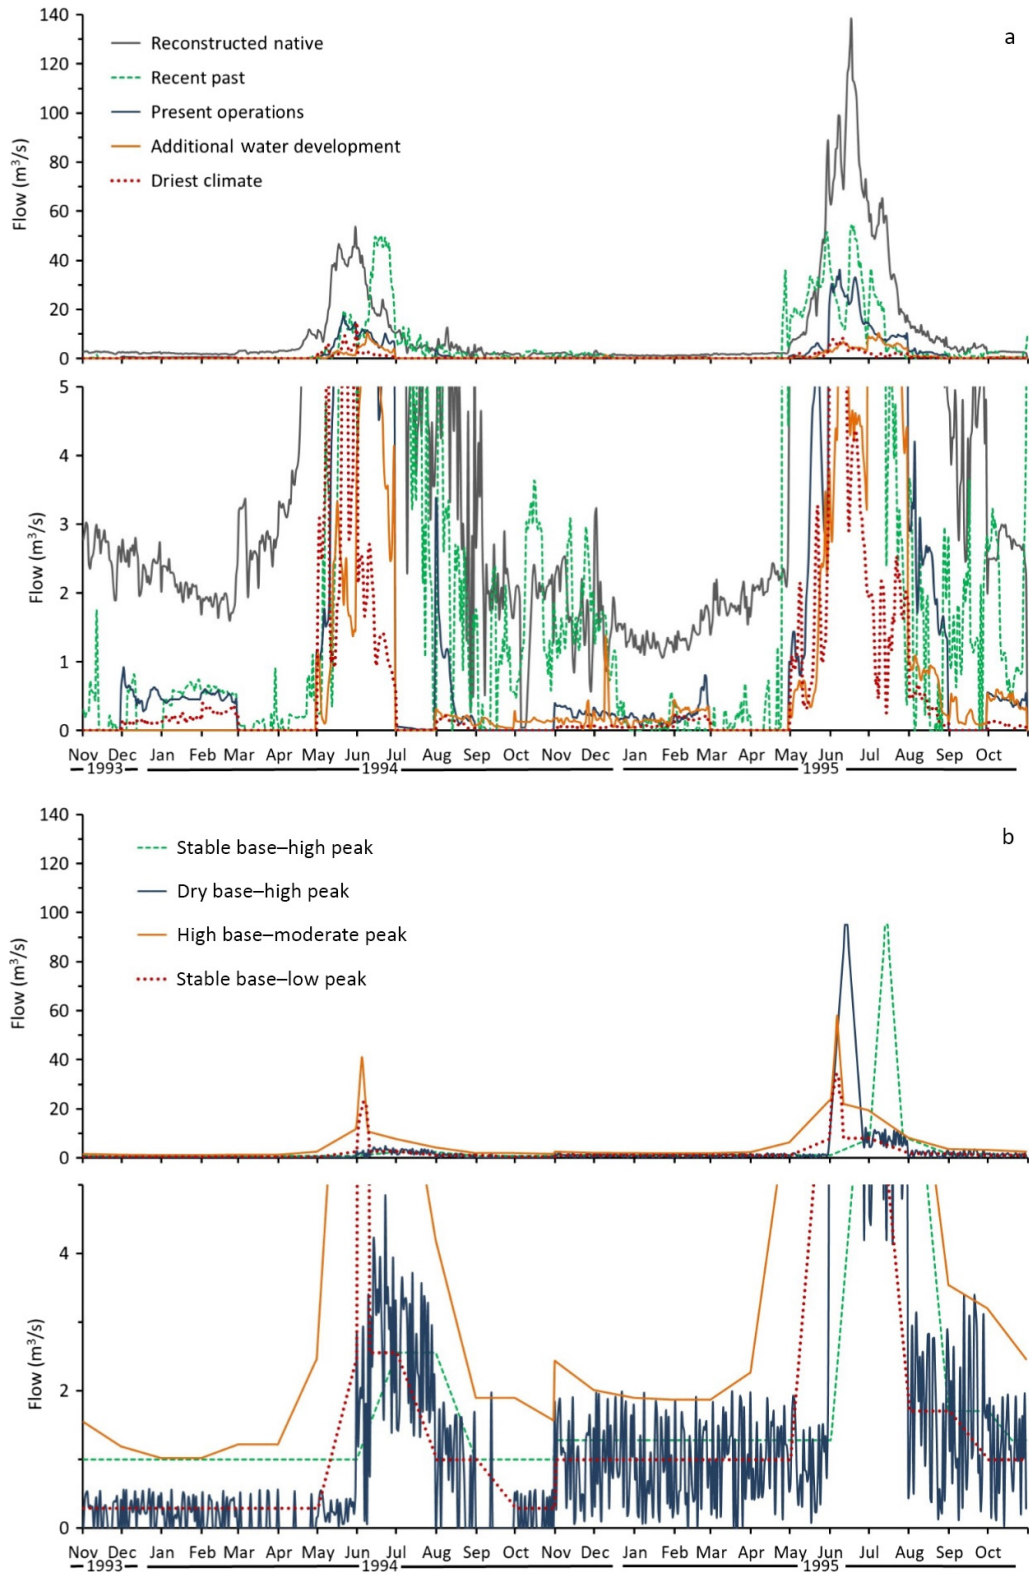 a
140
120
100
80
60
40
20
0
Flow (m³/s)
Reconstructed native
Recent past
Present operations
Additional water development
Driest climate
5
4
3
2
1
0
Flow (m³/s)
Nov Dec Jan Feb Mar Apr May Jun Jul Aug Sep Oct Nov Dec Jan Feb Mar Apr May Jun Jul Aug Sep Oct
1993 1994 1995
b
140
120
100
80
60
40
20
0
Flow (m³/s)
Stable base–high peak
Dry base–high peak
High base–moderate peak
Stable base–low peak
4
2
0
Flow (m³/s)
Nov Dec Jan Feb Mar Apr May Jun Jul Aug Sep Oct Nov Dec Jan Feb Mar Apr May Jun Jul Aug Sep Oct
1993 1994 1995